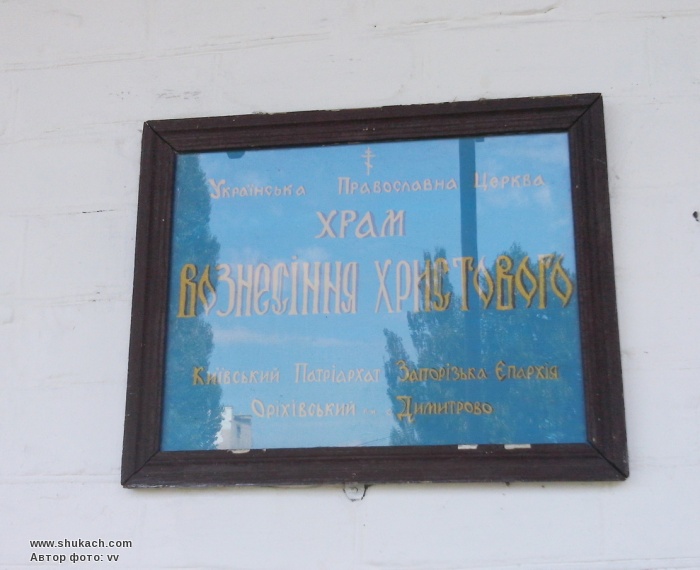 Українська Православна Церква
ХРАМ
ВОЗНЕСІННЯ ХРИСТОВОГО
Київський Патріархат Запорізька Єпархія
Оріхівський Димитрово
www.shukach.com
Автор фото: vv